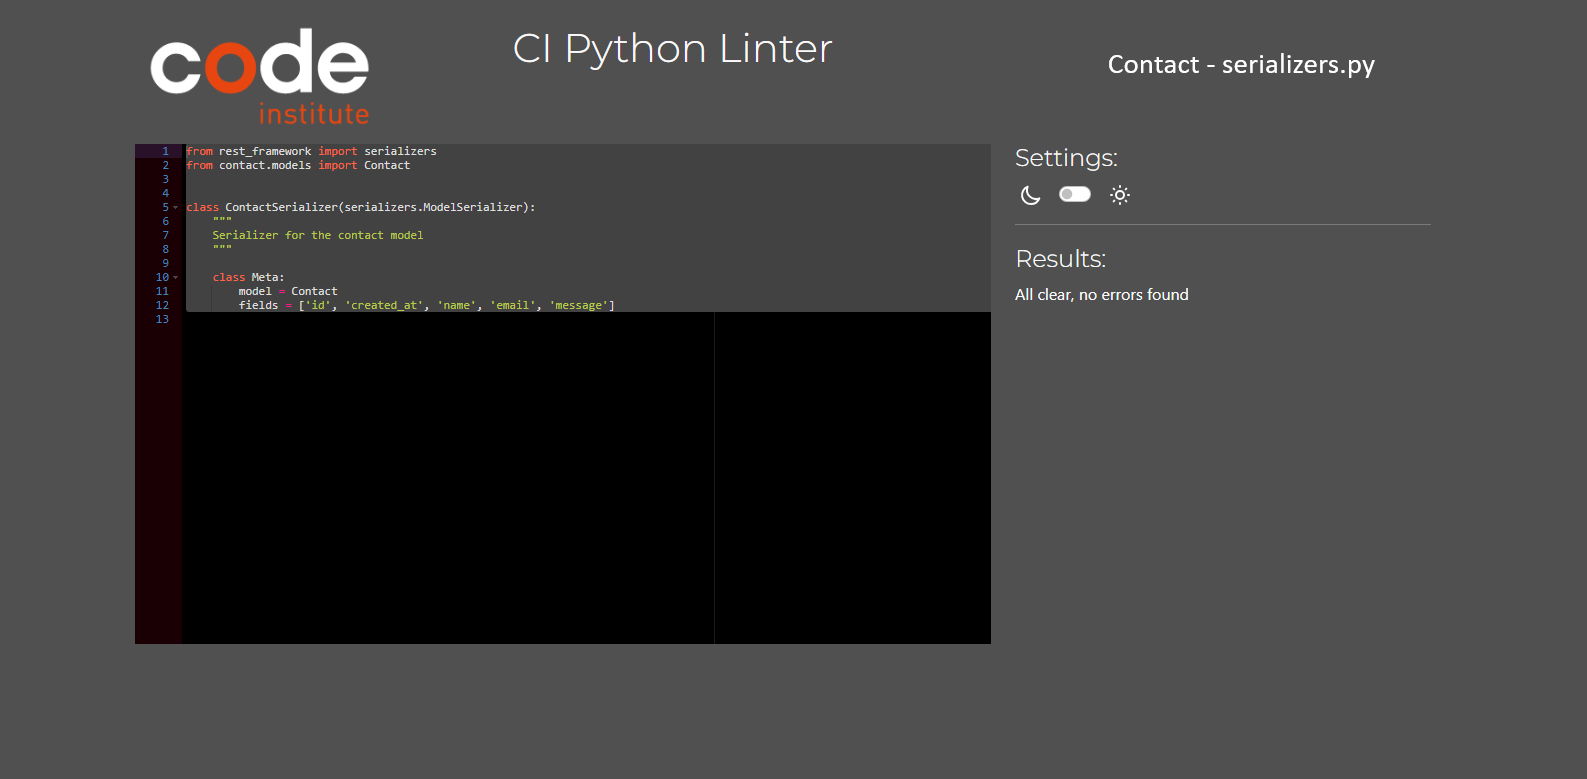 code
institute
CI Python Linter
Contact - serializers.py
1 from rest_framework import serializers
2 from contact.models import Contact
3
4
5 class ContactSerializer(serializers.ModelSerializer):
6     """
7     Serializer for the contact model
8     """
9
10     class Meta:
11         model = Contact
12         fields = ['id', 'created_at', 'name', 'email', 'message']
13
Settings:
Results:
All clear, no errors found